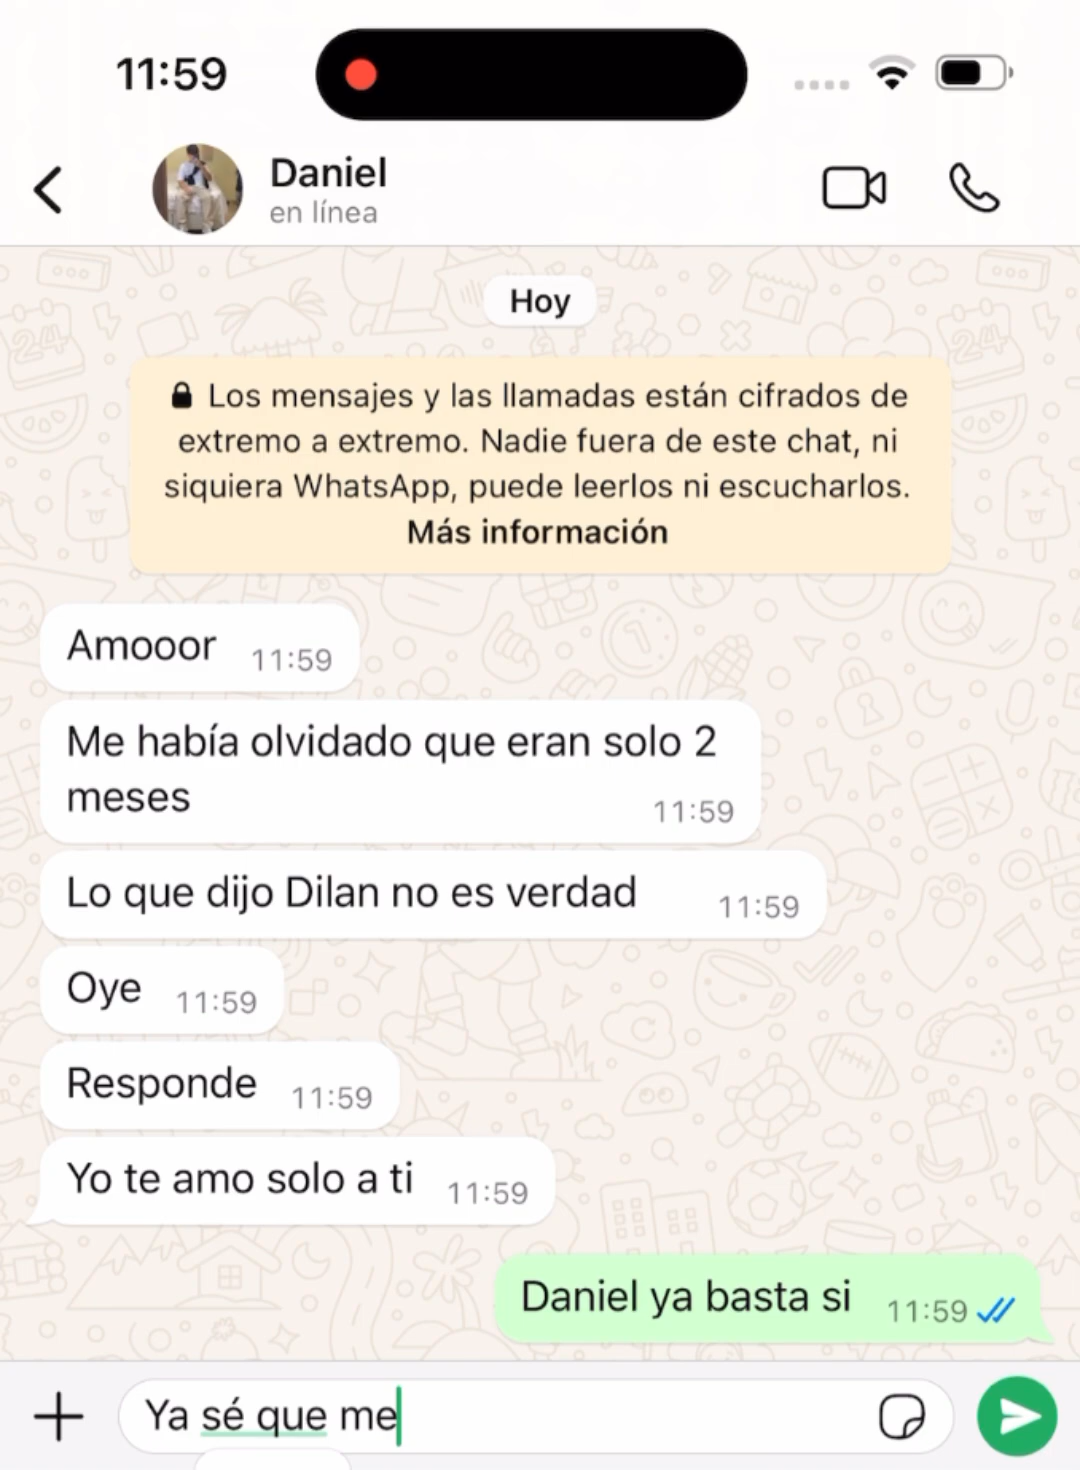 11:59
Daniel
en línea
Hoy
Los mensajes y las llamadas están cifrados de
extremo a extremo. Nadie fuera de este chat, ni
siquiera WhatsApp, puede leerlos ni escucharlos.
Más información
Amooor 11:59
Me había olvidado que eran solo 2
meses 11:59
Lo que dijo Dilan no es verdad 11:59
Oye 11:59
Responde 11:59
Yo te amo solo a ti 11:59
Daniel ya basta si 11:59
Ya sé que me